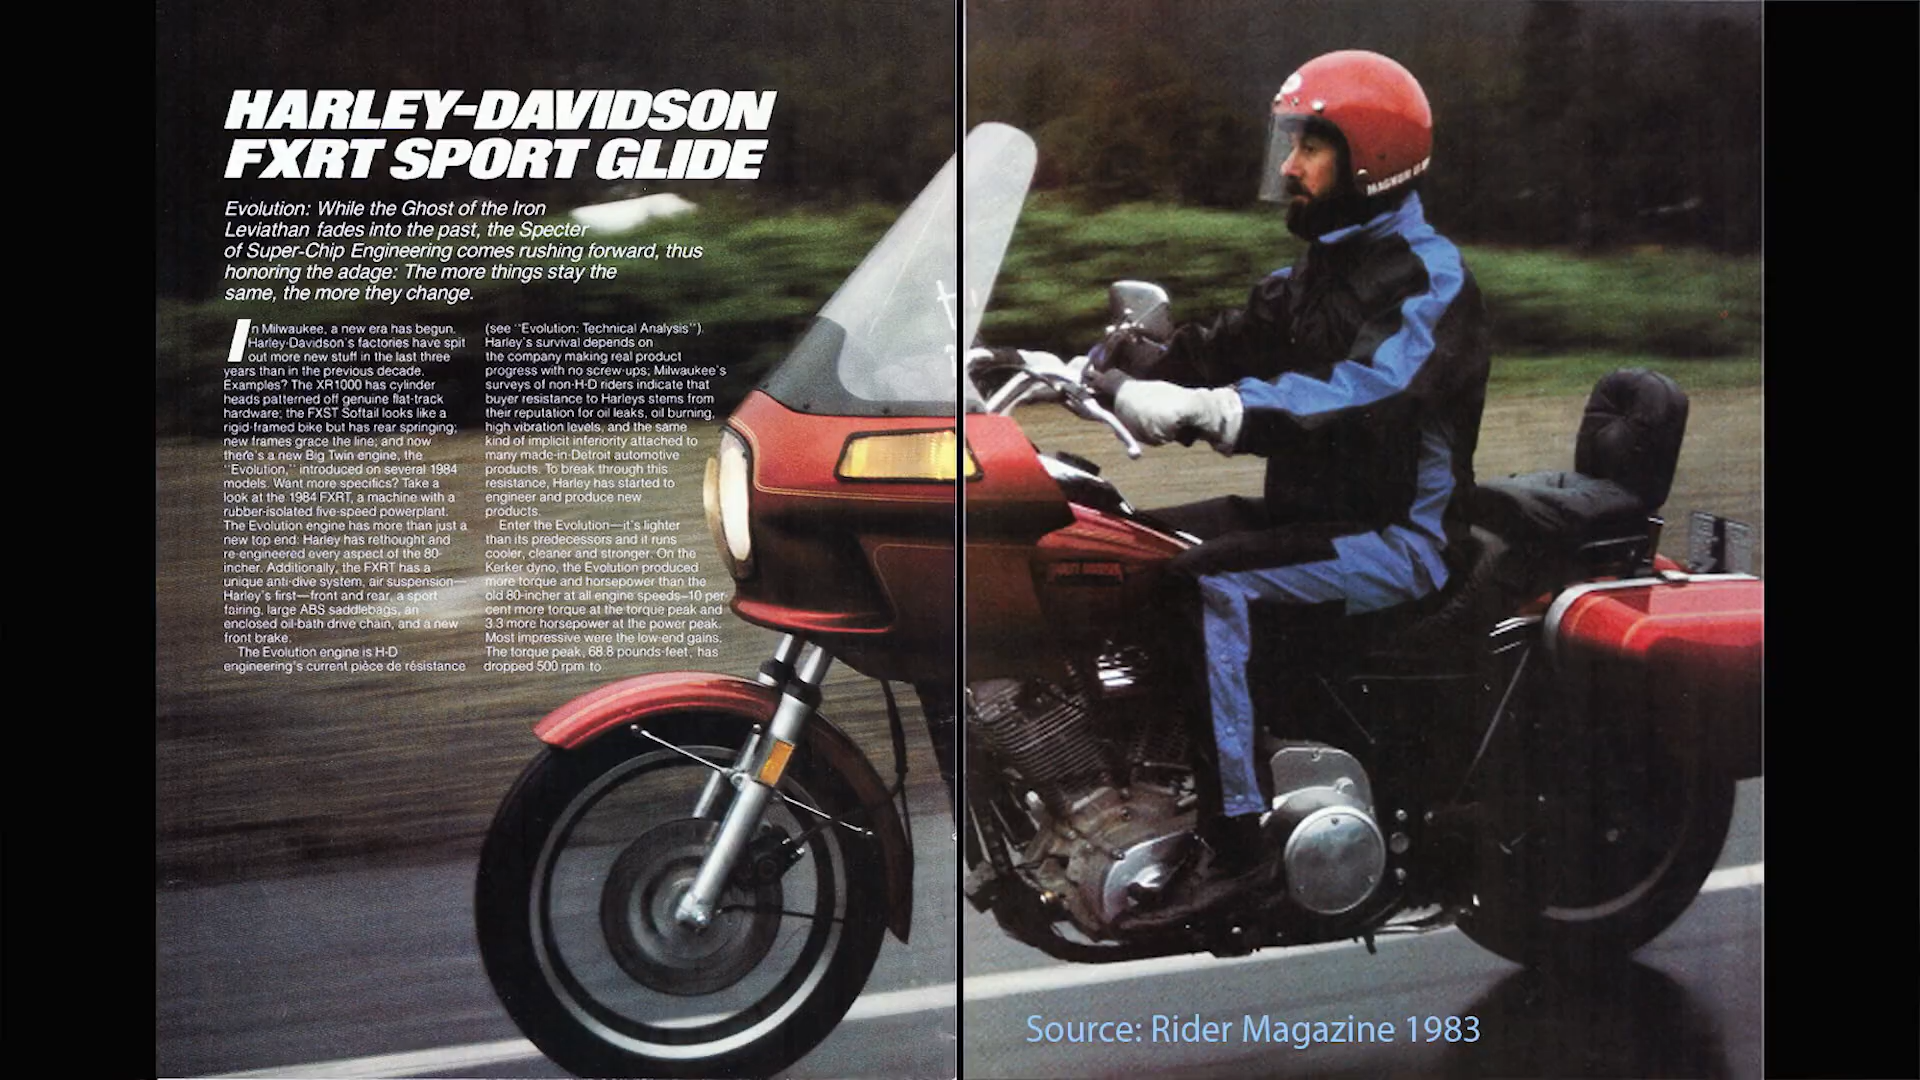 HARLEY-DAVIDSON
FXRT SPORT GLIDE
Evolution: While the Ghost of the Iron
Leviathan fades into the past, the Specter
of Super-Chip Engineering comes rushing forward, thus
honoring the adage: The more things stay the
same, the more they change.
In Milwaukee, a new era has begun.
Harley-Davidson's factories have spit
out more new stuff in the last three
years than in the previous decade.
Examples? The XR1000 has cylinder
heads patterned off genuine flat-track
hardware; the FXST Softail looks like a
rigid-framed bike but has rear springing;
new frames grace the line; and now
there's a new Big Twin engine, the
"Evolution," introduced on several 1984
models. Want more specifics? Take a
look at the 1984 FXRT, a machine with a
rubber-isolated five-speed powerplant.
The Evolution engine has more than just a
new top end: Harley has rethought and
re-engineered every aspect of the 80-
incher. Additionally, the FXRT has a
unique anti-dive system, air suspension—
Harley's first—front and rear, a sport
fairing, large ABS saddlebags, an
enclosed oil-bath drive chain, and a new
front brake.
The Evolution engine is H-D
engineering's current pièce de résistance
(see "Evolution: Technical Analysis").
Harley's survival depends on
the company making real product
progress with no screw-ups; Milwaukee's
surveys of non-H-D riders indicate that
buyer resistance to Harleys stems from
their reputation for oil leaks, oil burning,
high vibration levels, and the same
kind of implicit inferiority attached to
many made-in-Detroit automotive
products. To break through this
resistance, Harley has started to
engineer and produce new
products.
Enter the Evolution—it's lighter
than its predecessors and it runs
cooler, cleaner and stronger. On the
Kerker dyno, the Evolution produced
more torque and horsepower than the
old 80-incher at all engine speeds–10 per-
cent more torque at the torque peak and
3.3 more horsepower at the power peak.
Most impressive were the low-end gains.
The torque peak, 68.8 pounds-feet, has
dropped 500 rpm to
HARLEY-DAVIDSON
Source: Rider Magazine 1983